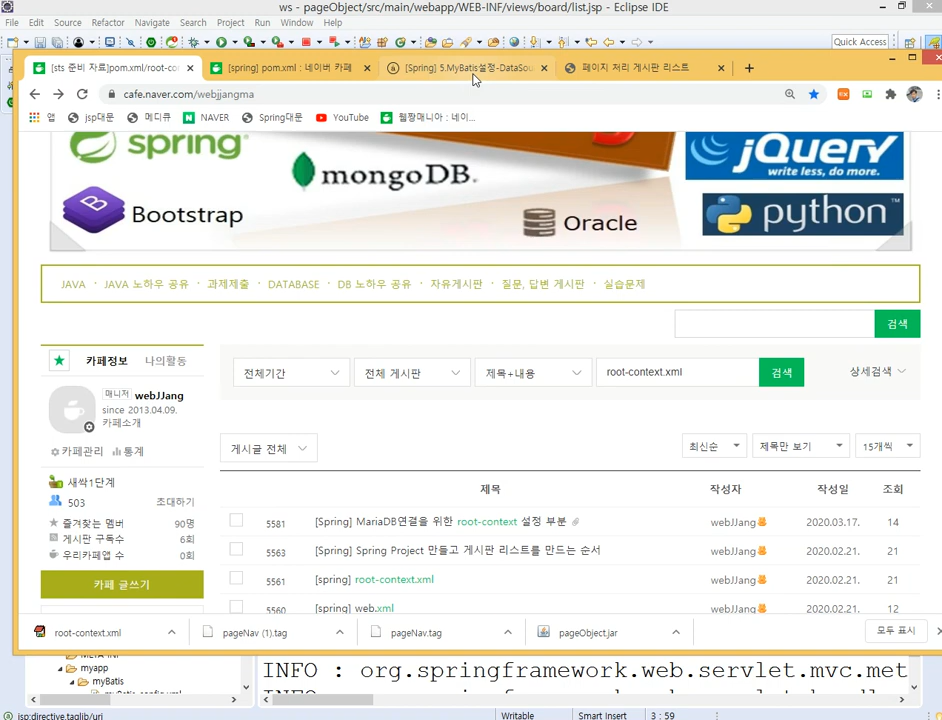 ws - pageObject/src/main/webapp/WEB-INF/views/board/list.jsp - Eclipse IDE
File Edit Source Refactor Navigate Search Project Run Window Help
Quick Access
[sts 준비 자료]pom.xml/root-co
[spring] pom.xml : 네이버 카페
[Spring] 5.MyBatis설정-DataSou
페이지 처리 게시판 리스트
cafe.naver.com/webjjangma
앱 jsp대문 메디큐 NAVER Spring대문 YouTube 웹짱매니아 : 네이...
spring
mongoDB
jQuery
write less, do more.
Bootstrap
Oracle
python
JAVA · JAVA 노하우 공유 · 과제제출 · DATABASE · DB 노하우 공유 · 자유게시판 · 질문, 답변 게시판 · 실습문제
검색
카페정보 나의활동
전체기간 전체 게시판 제목+내용 root-context.xml 검색 상세검색
매니저 webJJang
since 2013.04.09.
카페소개
카페관리 통계
게시글 전체 최신순 제목만 보기 15개씩
새싹1단계
503 초대하기
즐겨찾는 멤버 90명
게시판 구독수 6회
우리카페앱 수 0회
카페 글쓰기
제목 작성자 작성일 조회
5581 [Spring] MariaDB연결을 위한 root-context 설정 부분 webJJang 2020.03.17. 14
5563 [Spring] Spring Project 만들고 게시판 리스트를 만드는 순서 webJJang 2020.02.21. 21
5561 [spring] root-context.xml webJJang 2020.02.21. 21
5560 [spring] web.xml webJJang 2020.02.21. 12
root-context.xml pageNav (1).tag pageNav.tag pageObject.jar 모두 표시
META-INF
myapp
myBatis
myBatis-config.xml
INFO : org.springframework.web.servlet.mvc.met
jsp:directive.taglib/uri Writable Smart Insert 3 : 59